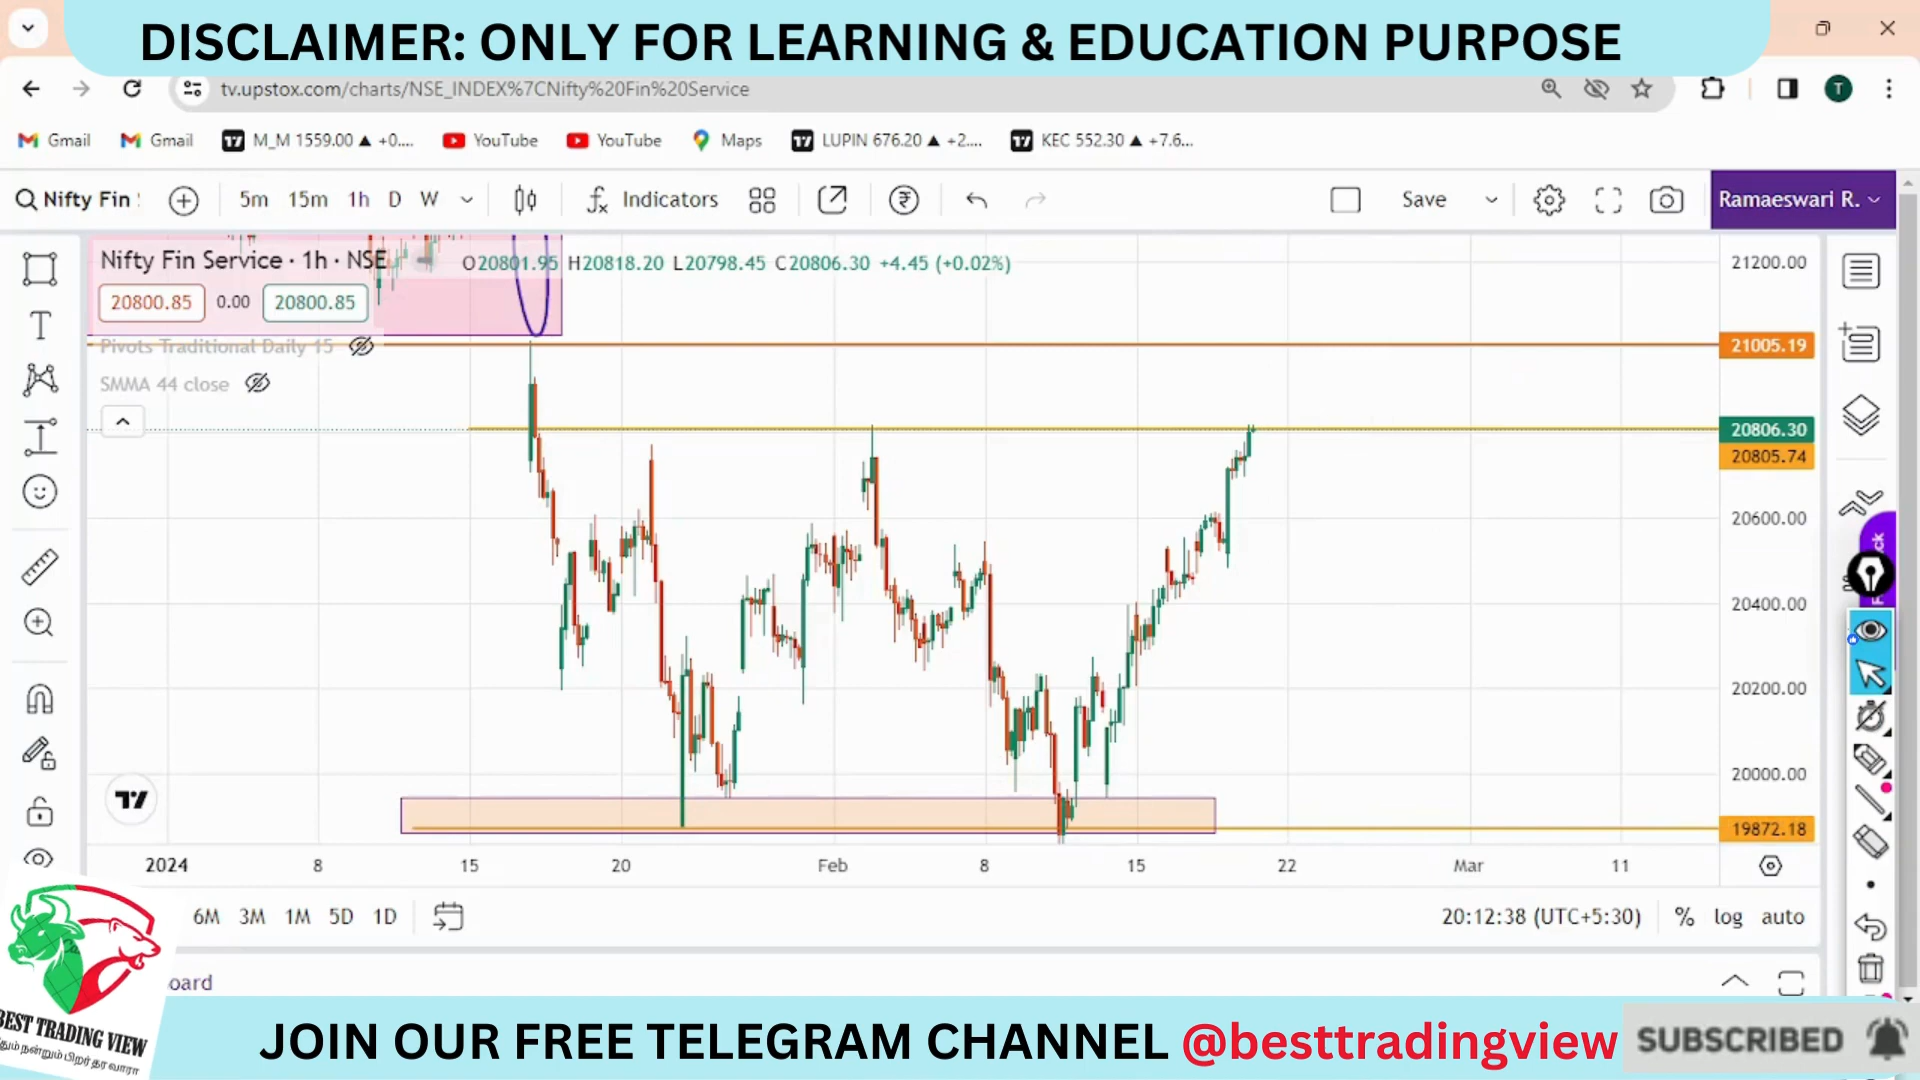 DISCLAIMER: ONLY FOR LEARNING & EDUCATION PURPOSE
tv.upstox.com/charts/NSE_INDEX%7CNifty%20Fin%20Service
T
Gmail
Gmail
M_M 1559.00 ▲ +0....
YouTube
YouTube
Maps
LUPIN 676.20 ▲ +2....
KEC 552.30 ▲ +7.6...
Nifty Fin
5m 15m 1h D W
Indicators
Save
Ramaeswari R.
Nifty Fin Service · 1h · NSE
O20801.95 H20818.20 L20798.45 C20806.30 +4.45 (+0.02%)
20800.85 0.00 20800.85
Pivots Traditional Daily 15
SMMA 44 close
21200.00
21005.19
20806.30
20805.74
20600.00
20400.00
20200.00
20000.00
19872.18
2024 8 15 20 Feb 8 15 22 Mar 11
6M 3M 1M 5D 1D
20:12:38 (UTC+5:30) % log auto
oard
BEST TRADING VIEW
JOIN OUR FREE TELEGRAM CHANNEL @besttradingview
SUBSCRIBED